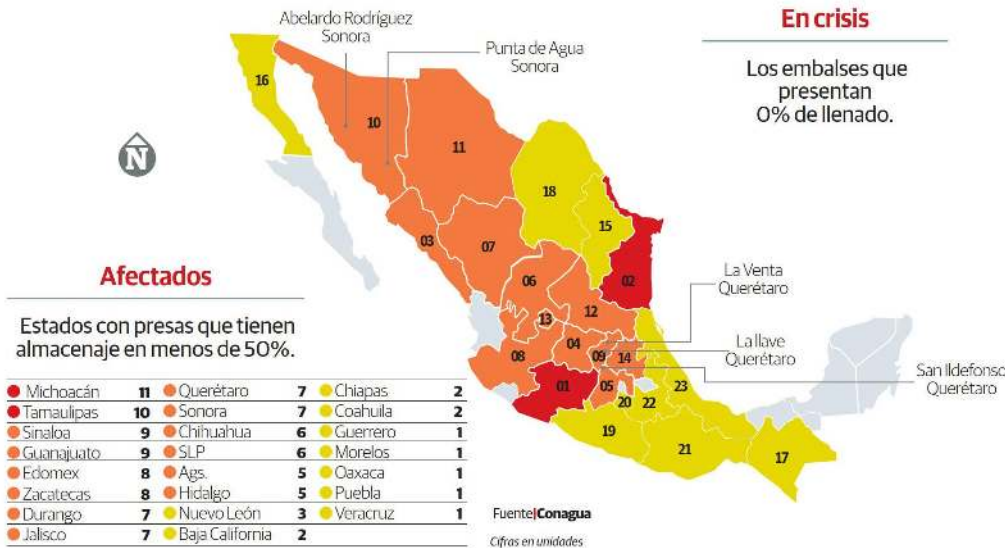 Abelardo Rodríguez
Sonora
Punta de Agua
Sonora
En crisis
Los embalses que
presentan
0% de llenado.
N
16
10
11
18
15
03
07
02
06
12
13
04
08
09
14
01
05
20
22
23
19
21
17
La Venta
Querétaro
La llave
Querétaro
San Ildefonso
Querétaro
Afectados
Estados con presas que tienen
almacenaje en menos de 50%.
Michoacán 11 Querétaro 7 Chiapas 2
Tamaulipas 10 Sonora 7 Coahuila 2
Sinaloa 9 Chihuahua 6 Guerrero 1
Guanajuato 9 SLP 6 Morelos 1
Edomex 8 Ags. 5 Oaxaca 1
Zacatecas 8 Hidalgo 5 Puebla 1
Durango 7 Nuevo León 3 Veracruz 1
Jalisco 7 Baja California 2
Fuente|Conagua
Cifras en unidades